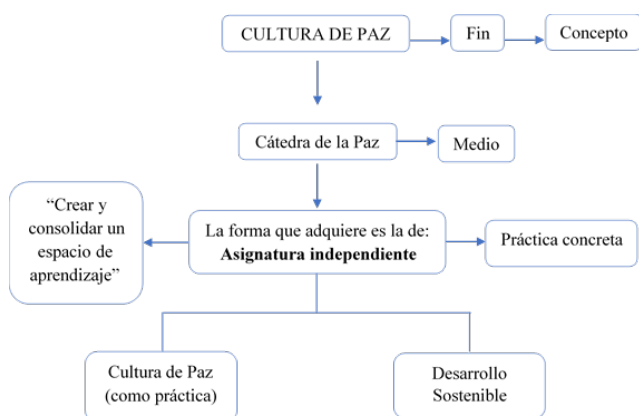 CULTURA DE PAZ
Fin
Concepto
Cátedra de la Paz
Medio
“Crear y
consolidar un
espacio de
aprendizaje”
La forma que adquiere es la de:
Asignatura independiente
Práctica concreta
Cultura de Paz
(como práctica)
Desarrollo
Sostenible